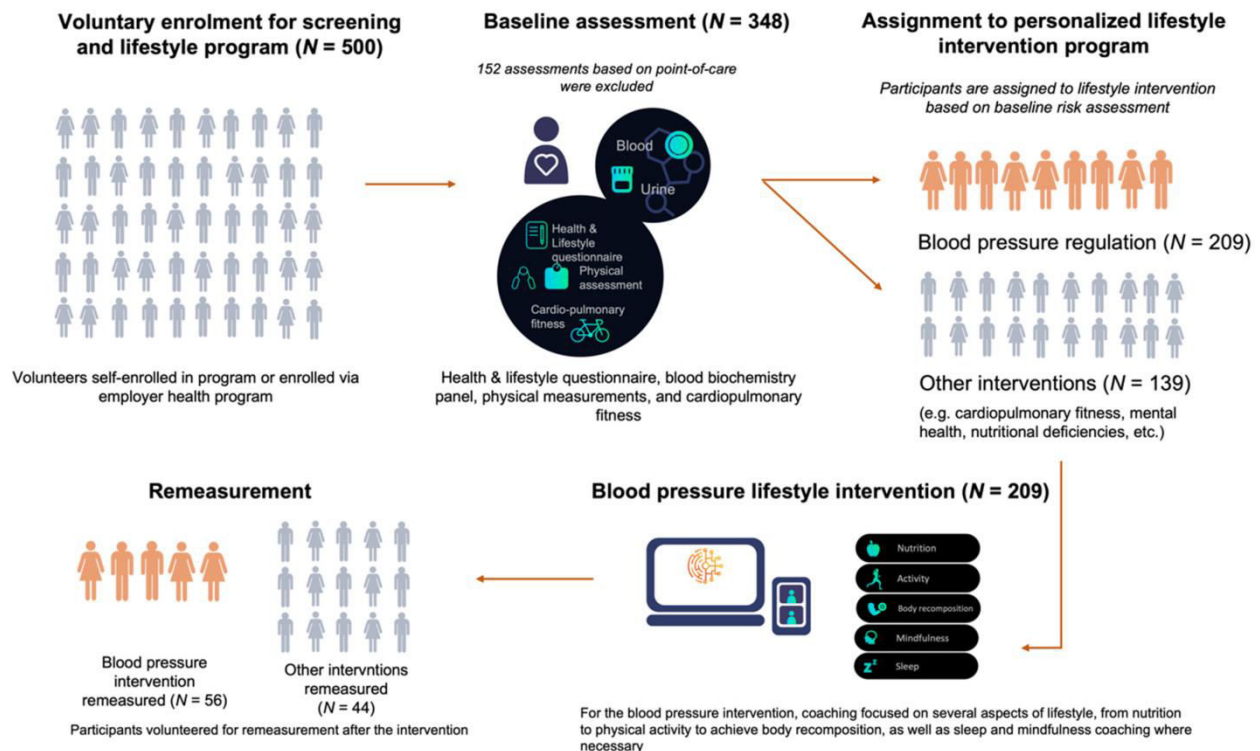 Voluntary enrolment for screening
and lifestyle program (N = 500)
Volunteers self-enrolled in program or enrolled via
employer health program
Baseline assessment (N = 348)
152 assessments based on point-of-care
were excluded
Blood
Urine
Health &
Lifestyle
questionnaire
Physical
assessment
Cardio-pulmonary
fitness
Health & lifestyle questionnaire, blood biochemistry
panel, physical measurements, and cardiopulmonary
fitness
Assignment to personalized lifestyle
intervention program
Participants are assigned to lifestyle intervention
based on baseline risk assessment
Blood pressure regulation (N = 209)
Other interventions (N = 139)
(e.g. cardiopulmonary fitness, mental
health, nutritional deficiencies, etc.)
Remeasurement
Blood pressure
intervention
remeasured (N = 56)
Other intervntions
remeasured
(N = 44)
Participants volunteered for remeasurement after the intervention
Blood pressure lifestyle intervention (N = 209)
Nutrition
Activity
Body recomposition
Mindfulness
zzz
Sleep
For the blood pressure intervention, coaching focused on several aspects of lifestyle, from nutrition
to physical activity to achieve body recomposition, as well as sleep and mindfulness coaching where
necessary